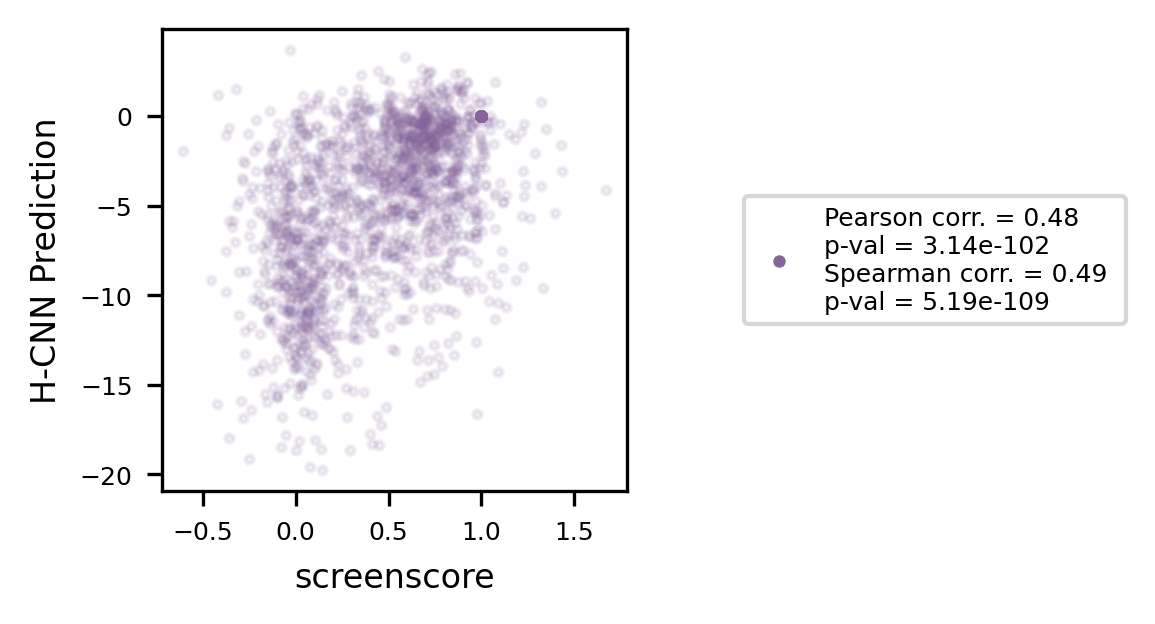 H-CNN Prediction
0
−5
−10
−15
−20
−0.5
0.0
0.5
1.0
1.5
screenscore
Pearson corr. = 0.48
p-val = 3.14e-102
Spearman corr. = 0.49
p-val = 5.19e-109